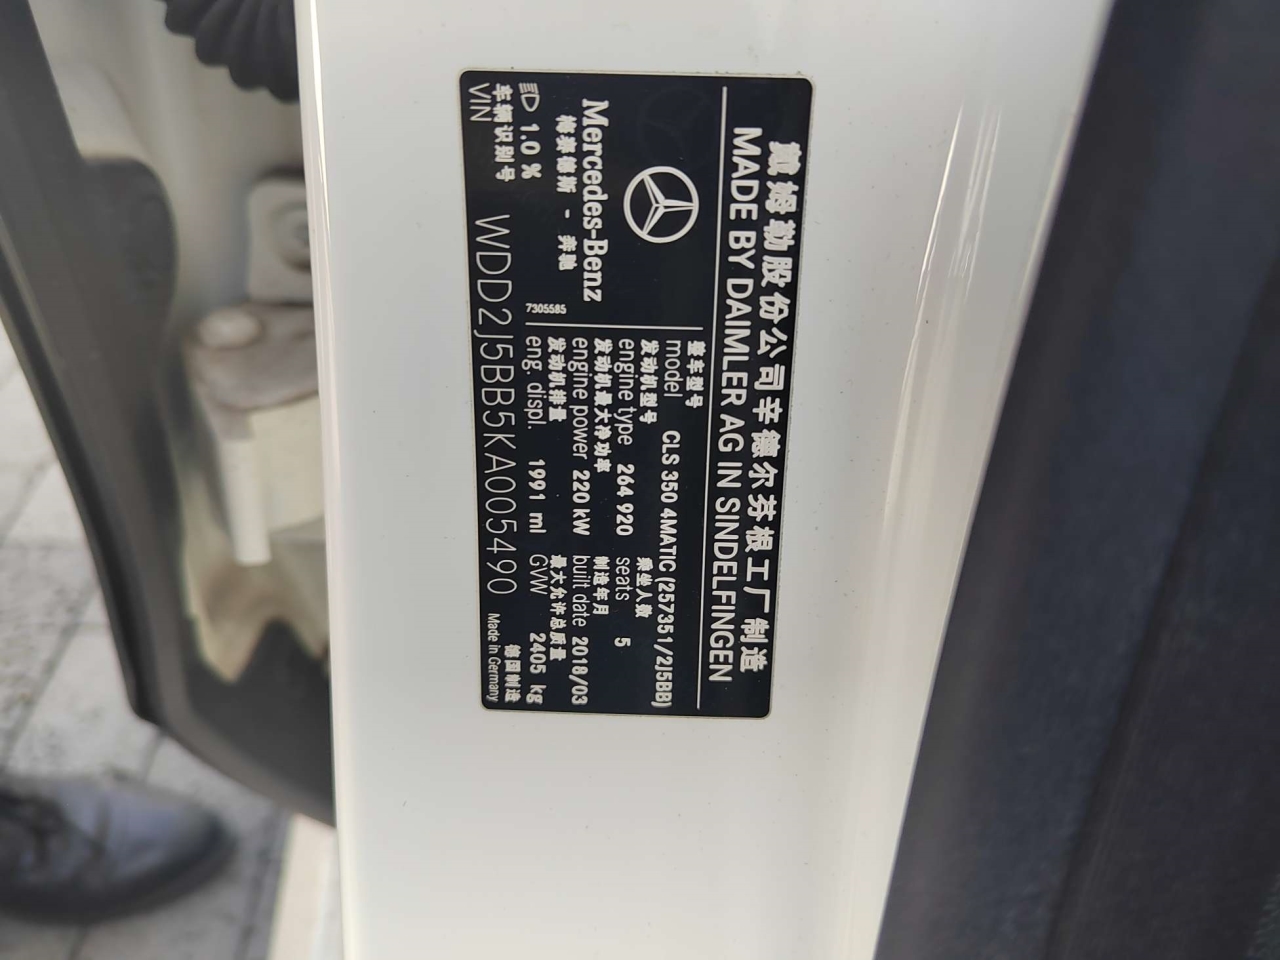 戴姆勒股份公司辛德尔芬根工厂制造
MADE BY DAIMLER AG IN SINDELFINGEN
Mercedes-Benz
梅赛德斯-奔驰
7305585
整车型号
model CLS 350 4MATIC (257351/2J5BB)
发动机型号 乘坐人数
engine type 264 920 seats 5
发动机最大净功率 制造年月
engine power 220 kW built date 2018/03
发动机排量 最大允许总质量
eng. displ. 1991 ml GVW 2405 kg
1.0 %
车辆识别号 德国制造
VIN WDD2J5BB5KA005490 Made in Germany